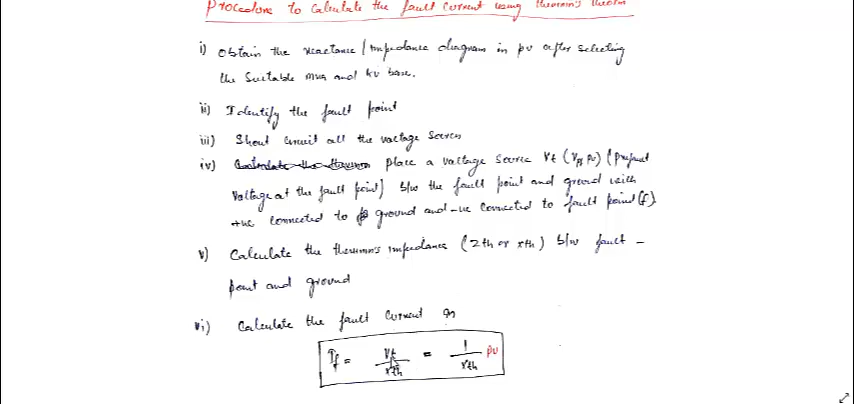 Procedure to Calculate the fault Current using thevenin's theorem
i) Obtain the reactance / impedance diagram in pu after selecting
the Suitable MVA and kv base.
ii) Identify the fault point
iii) Short circuit all the voltage sources
iv) place a voltage source Vt ( pu) (prefault
voltage at the fault point) b/w the fault point and ground with
+ve connected to ground and -ve connected to fault point (f).
v) Calculate the thevenin's impedance (Zth or xth) b/w fault -
point and ground
vi) Calculate the fault current as
If = Vt / xth = 1 / xth pu